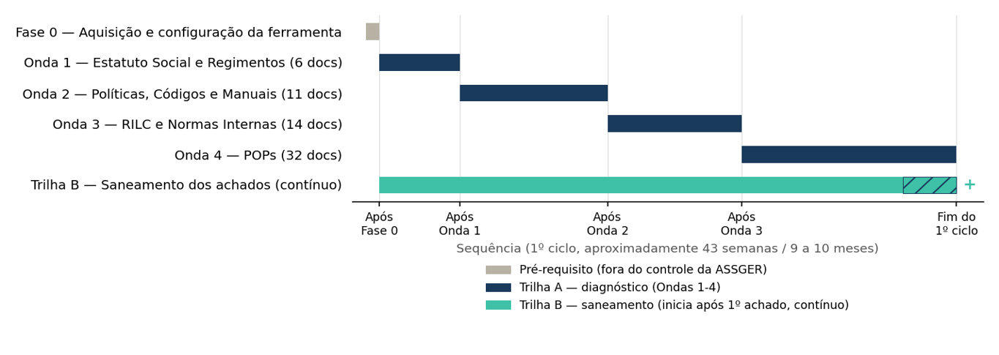 Fase 0 — Aquisição e configuração da ferramenta
Onda 1 — Estatuto Social e Regimentos (6 docs)
Onda 2 — Políticas, Códigos e Manuais (11 docs)
Onda 3 — RILC e Normas Internas (14 docs)
Onda 4 — POPs (32 docs)
Trilha B — Saneamento dos achados (contínuo)
+
Após
Fase 0
Após
Onda 1
Após
Onda 2
Após
Onda 3
Fim do
1º ciclo
Sequência (1º ciclo, aproximadamente 43 semanas / 9 a 10 meses)
Pré-requisito (fora do controle da ASSGER)
Trilha A — diagnóstico (Ondas 1-4)
Trilha B — saneamento (inicia após 1º achado, contínuo)